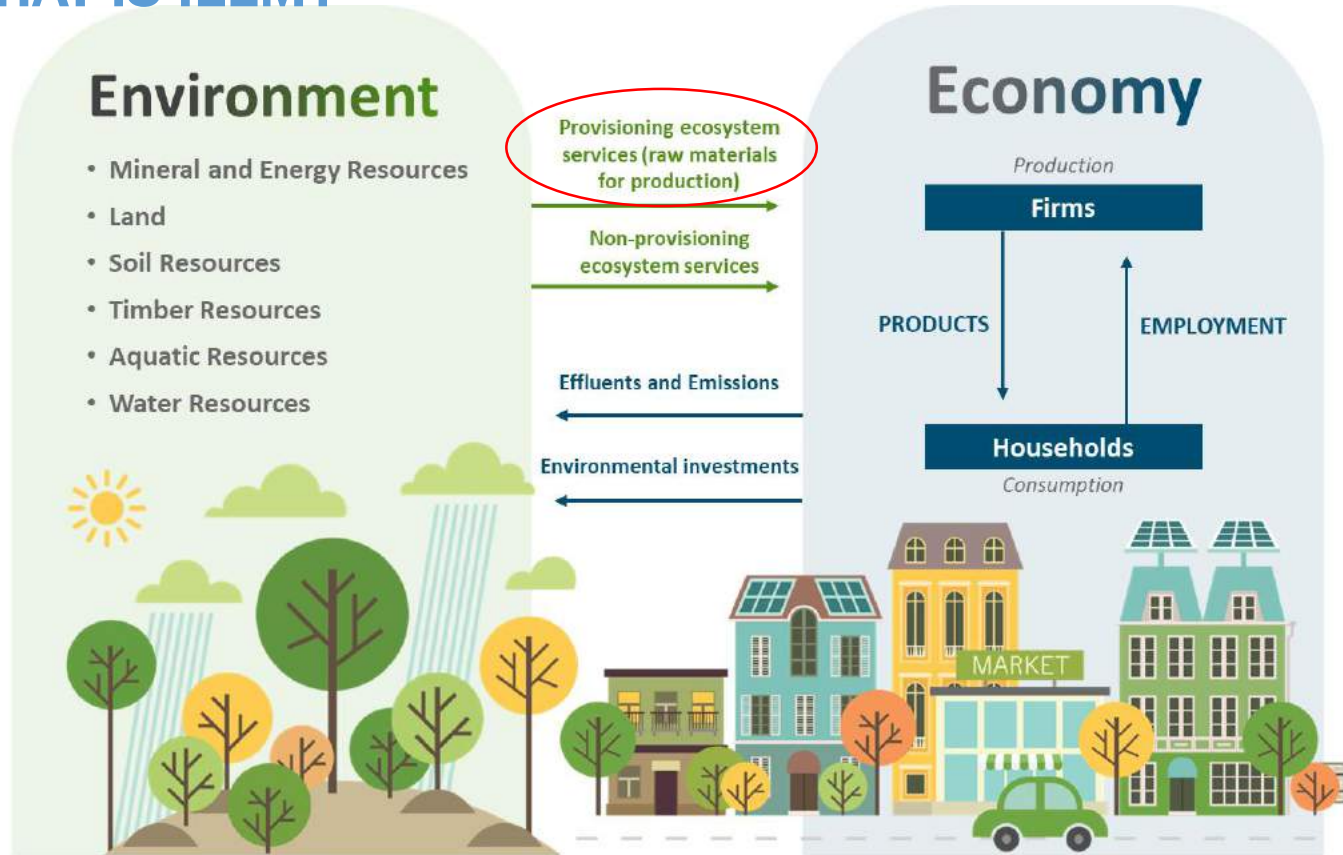 Environment
• Mineral and Energy Resources
• Land
• Soil Resources
• Timber Resources
• Aquatic Resources
• Water Resources
Provisioning ecosystem
services (raw materials
for production)
Non-provisioning
ecosystem services
Effluents and Emissions
Environmental investments
Economy
Production
Firms
PRODUCTS
EMPLOYMENT
Households
Consumption
MARKET